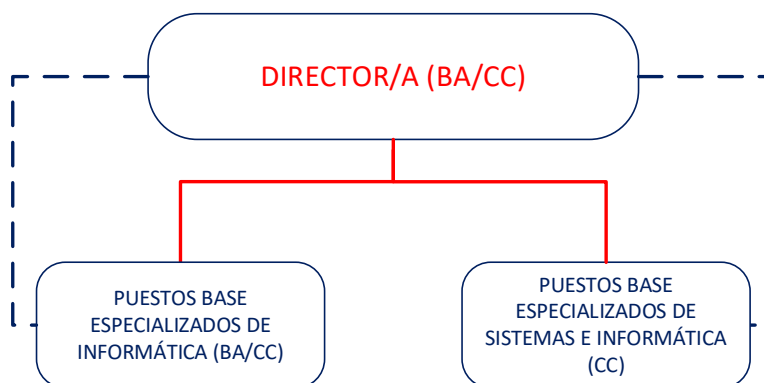 DIRECTOR/A (BA/CC)
PUESTOS BASE
ESPECIALIZADOS DE
INFORMÁTICA (BA/CC)
PUESTOS BASE
ESPECIALIZADOS DE
SISTEMAS E INFORMÁTICA
(CC)